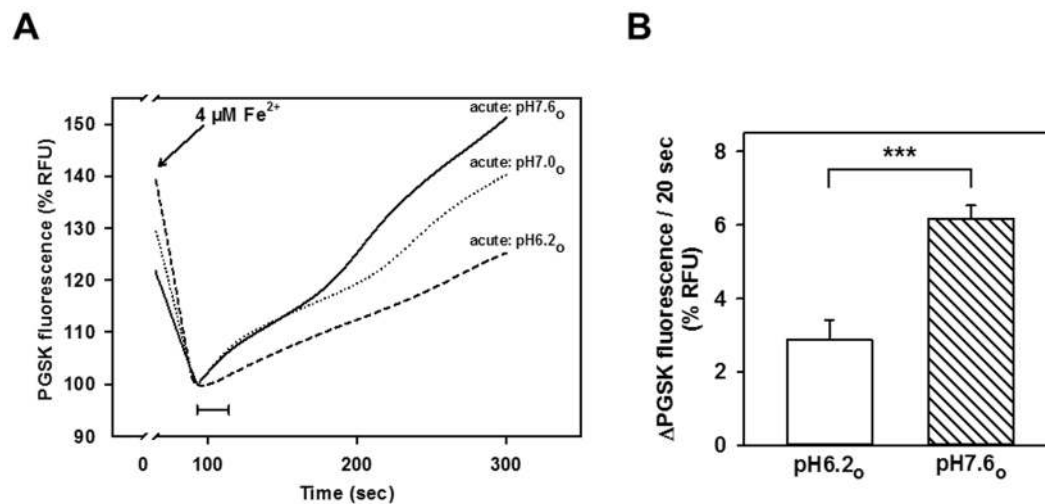 A
PGSK fluorescence (% RFU)
150
140
130
120
110
100
90
4 µM Fe²⁺
acute: pH7.6ₒ
acute: pH7.0ₒ
acute: pH6.2ₒ
0 100 200 300
Time (sec)
B
ΔPGSK fluorescence / 20 sec
(% RFU)
8
6
4
2
0
***
pH6.2ₒ pH7.6ₒ